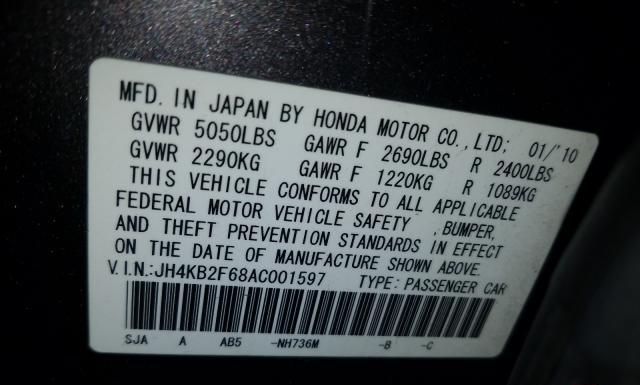 MFD. IN JAPAN BY HONDA MOTOR CO., LTD; 01/'10
GVWR 5050LBS GAWR F 2690LBS R 2400LBS
GVWR 2290KG GAWR F 1220KG R 1089KG
THIS VEHICLE CONFORMS TO ALL APPLICABLE
FEDERAL MOTOR VEHICLE SAFETY , BUMPER,
AND THEFT PREVENTION STANDARDS IN EFFECT
ON THE DATE OF MANUFACTURE SHOWN ABOVE.
V.I.N.:JH4KB2F68AC001597 TYPE: PASSENGER CAR
SJA A AB5 -NH736M -B -C